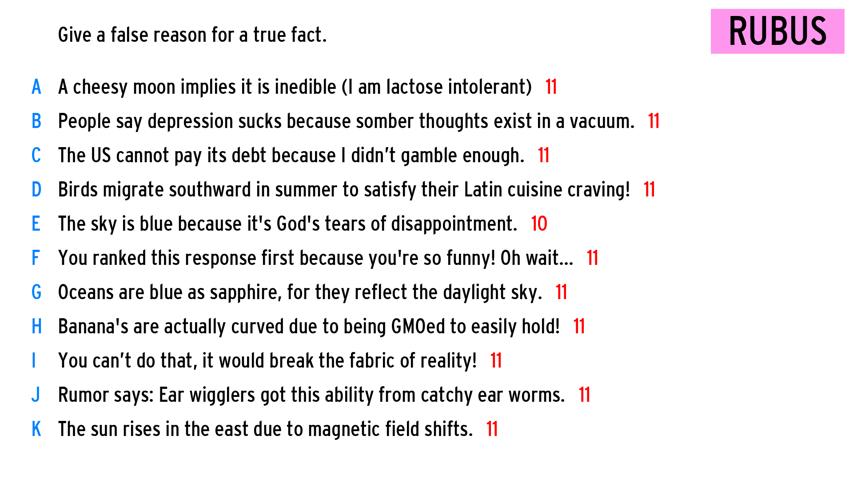 Give a false reason for a true fact.
RUBUS
A A cheesy moon implies it is inedible (I am lactose intolerant) 11
B People say depression sucks because somber thoughts exist in a vacuum. 11
C The US cannot pay its debt because I didn't gamble enough. 11
D Birds migrate southward in summer to satisfy their Latin cuisine craving! 11
E The sky is blue because it's God's tears of disappointment. 10
F You ranked this response first because you're so funny! Oh wait... 11
G Oceans are blue as sapphire, for they reflect the daylight sky. 11
H Banana's are actually curved due to being GMOed to easily hold! 11
I You can't do that, it would break the fabric of reality! 11
J Rumor says: Ear wigglers got this ability from catchy ear worms. 11
K The sun rises in the east due to magnetic field shifts. 11